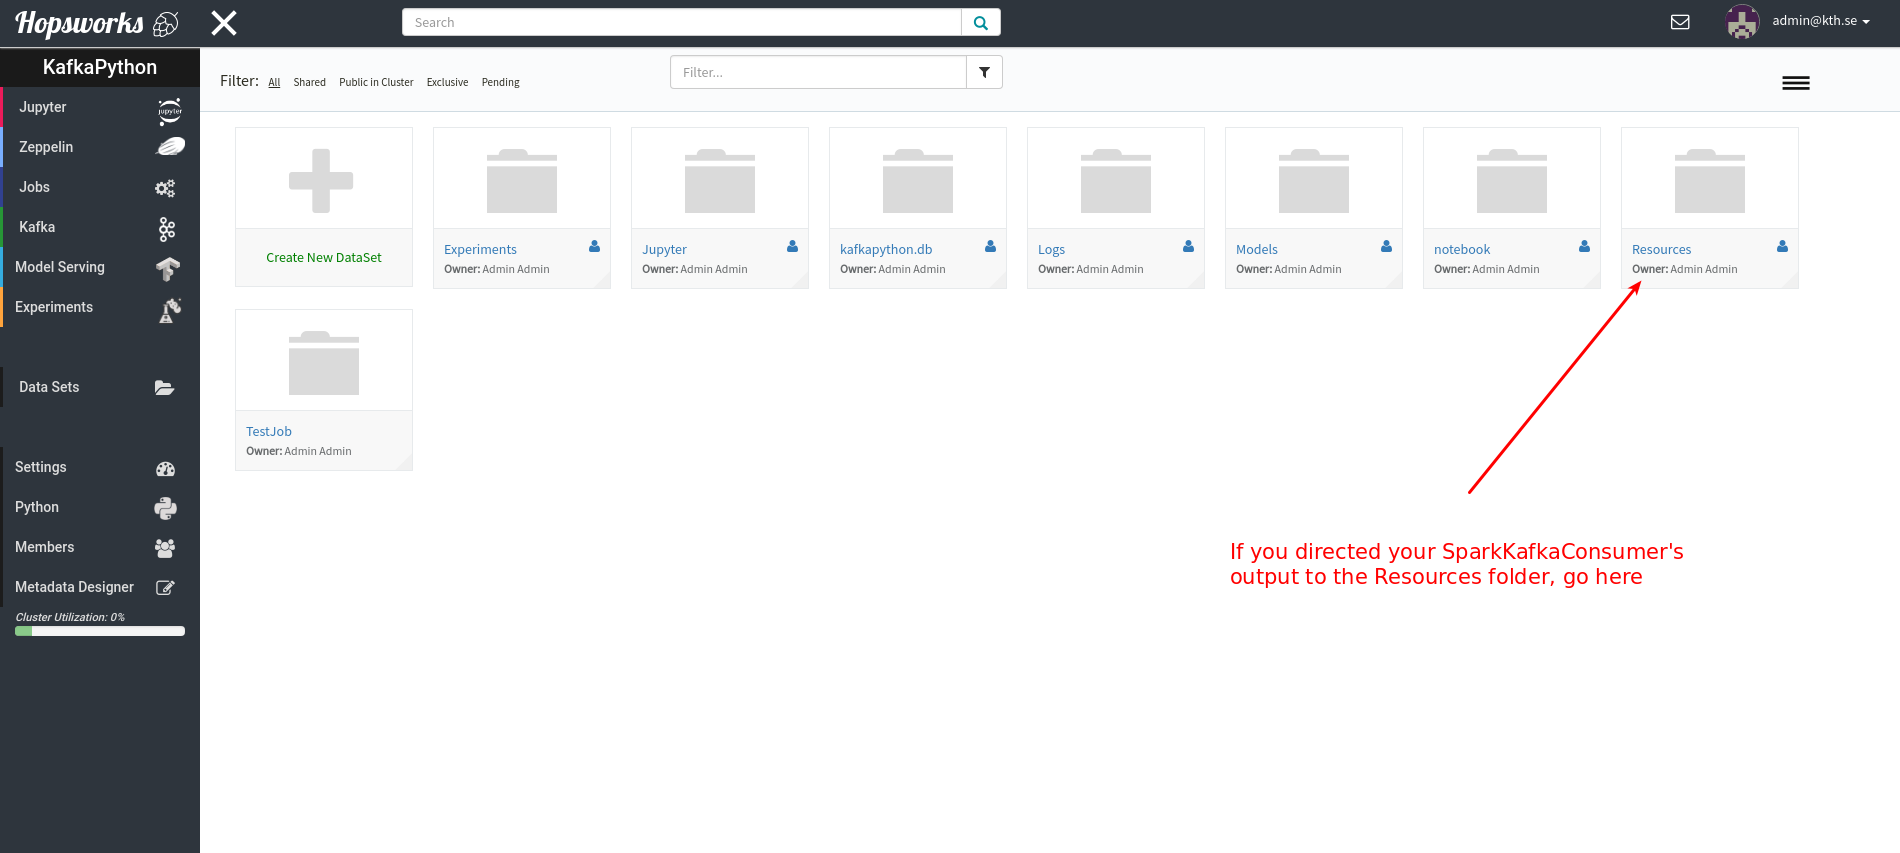 Hopsworks
Search
admin@kth.se
KafkaPython
Filter: All Shared Public in Cluster Exclusive Pending
Filter...
Jupyter
jupyter
Zeppelin
Jobs
Kafka
Model Serving
Experiments
Data Sets
Settings
Python
Members
Metadata Designer
Cluster Utilization: 0%
Create New DataSet
Experiments
Owner: Admin Admin
Jupyter
Owner: Admin Admin
kafkapython.db
Owner: Admin Admin
Logs
Owner: Admin Admin
Models
Owner: Admin Admin
notebook
Owner: Admin Admin
Resources
Owner: Admin Admin
TestJob
Owner: Admin Admin
If you directed your SparkKafkaConsumer's
output to the Resources folder, go here